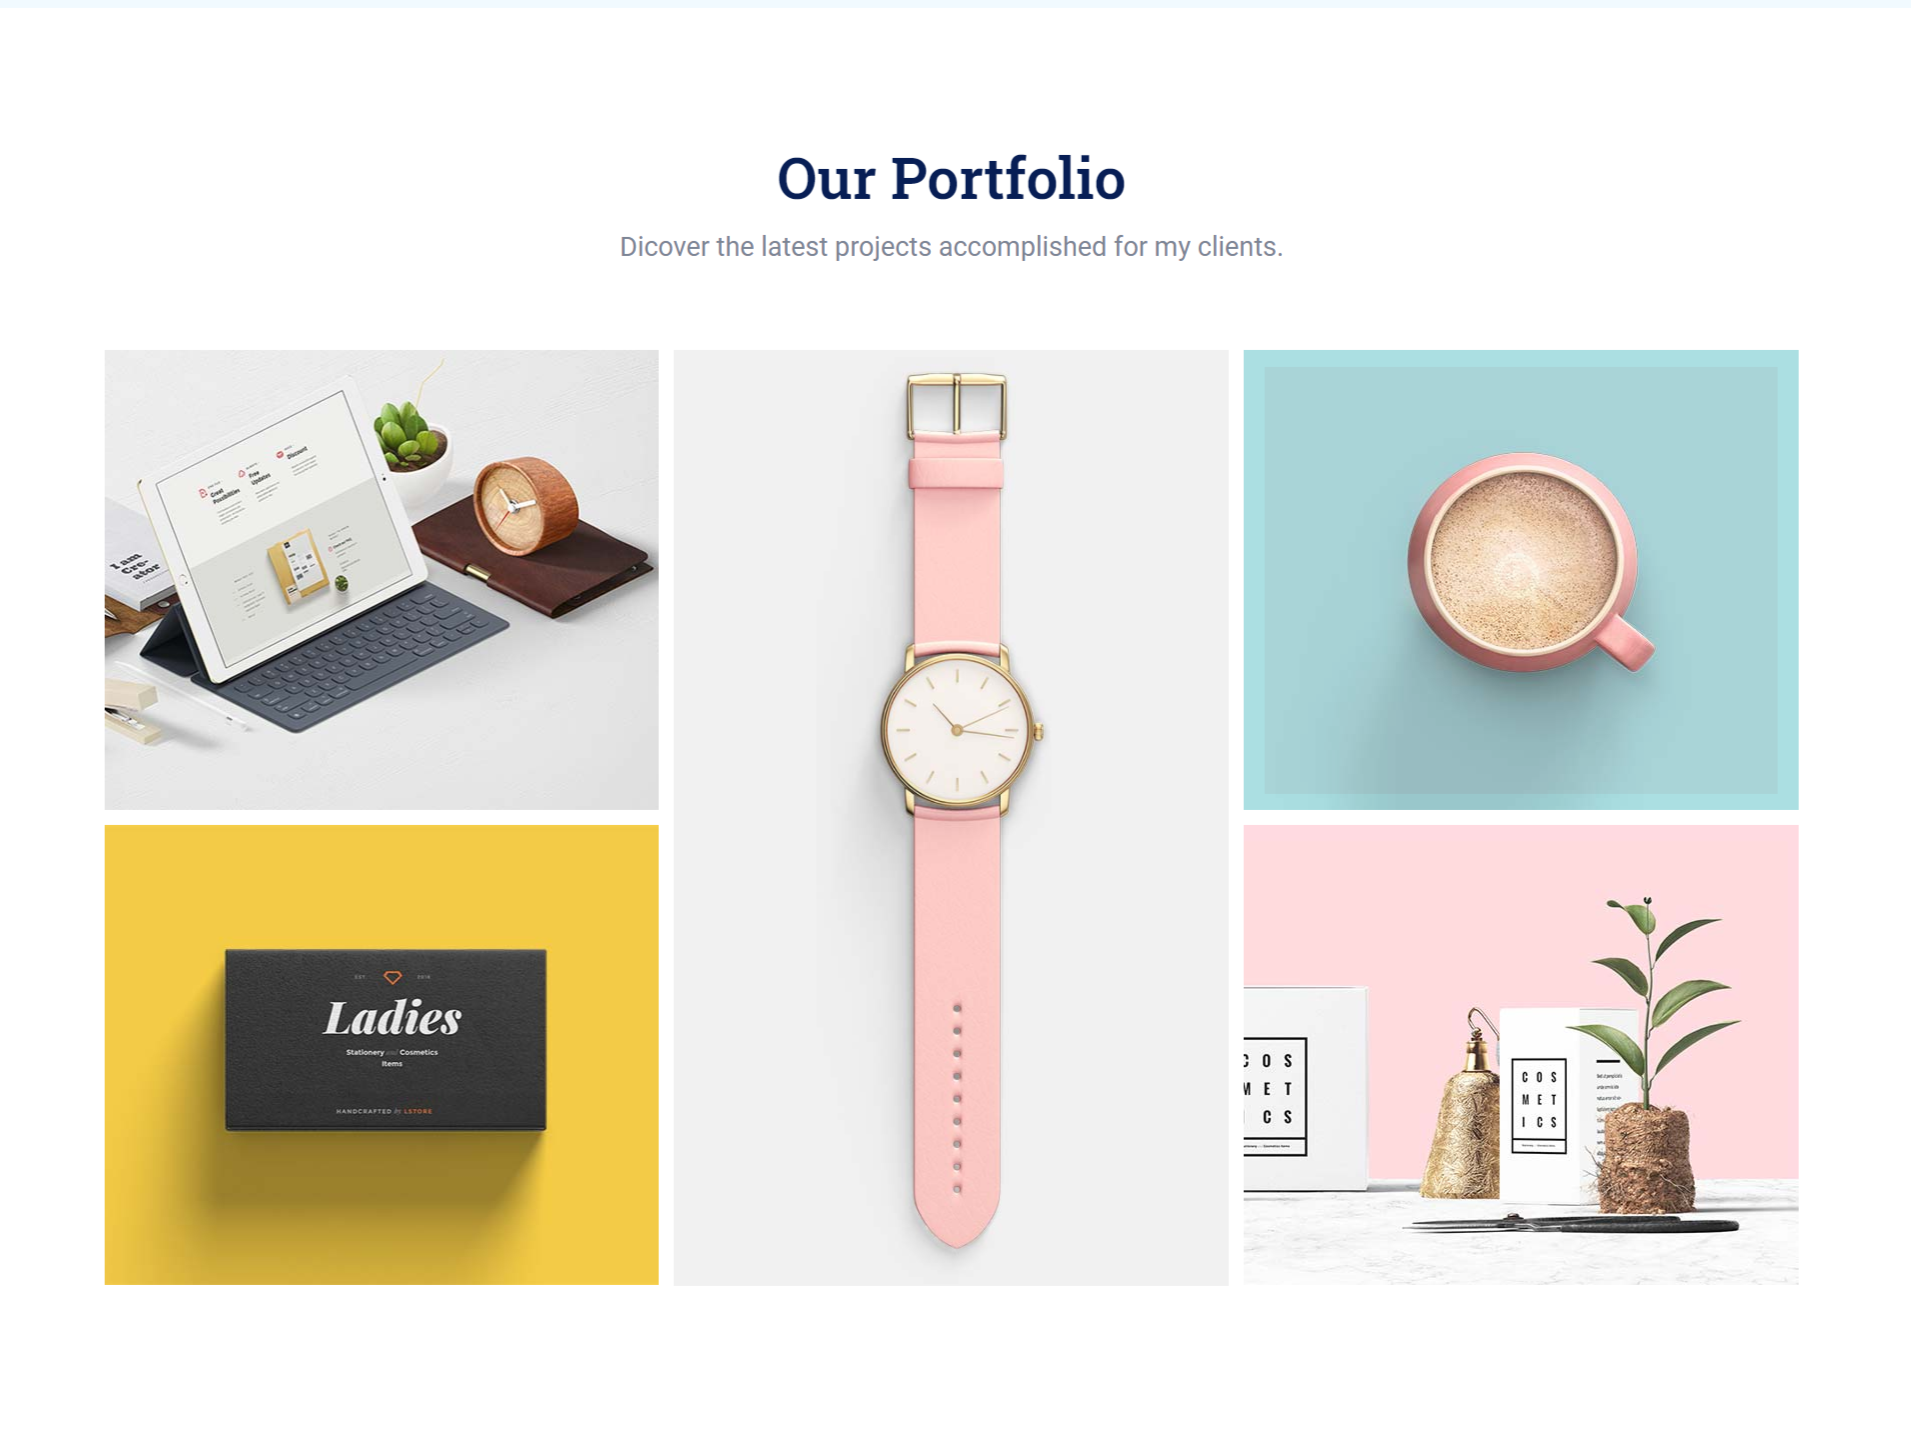 Our Portfolio
Dicover the latest projects accomplished for my clients.
Great
Possibilities
Free
Updates
Discount
I am
Cre-
ator
EST
Ladies
Stationery and Cosmetics
Items
HANDCRAFTED by LSTORE
COS
MET
ICS
COS
MET
ICS